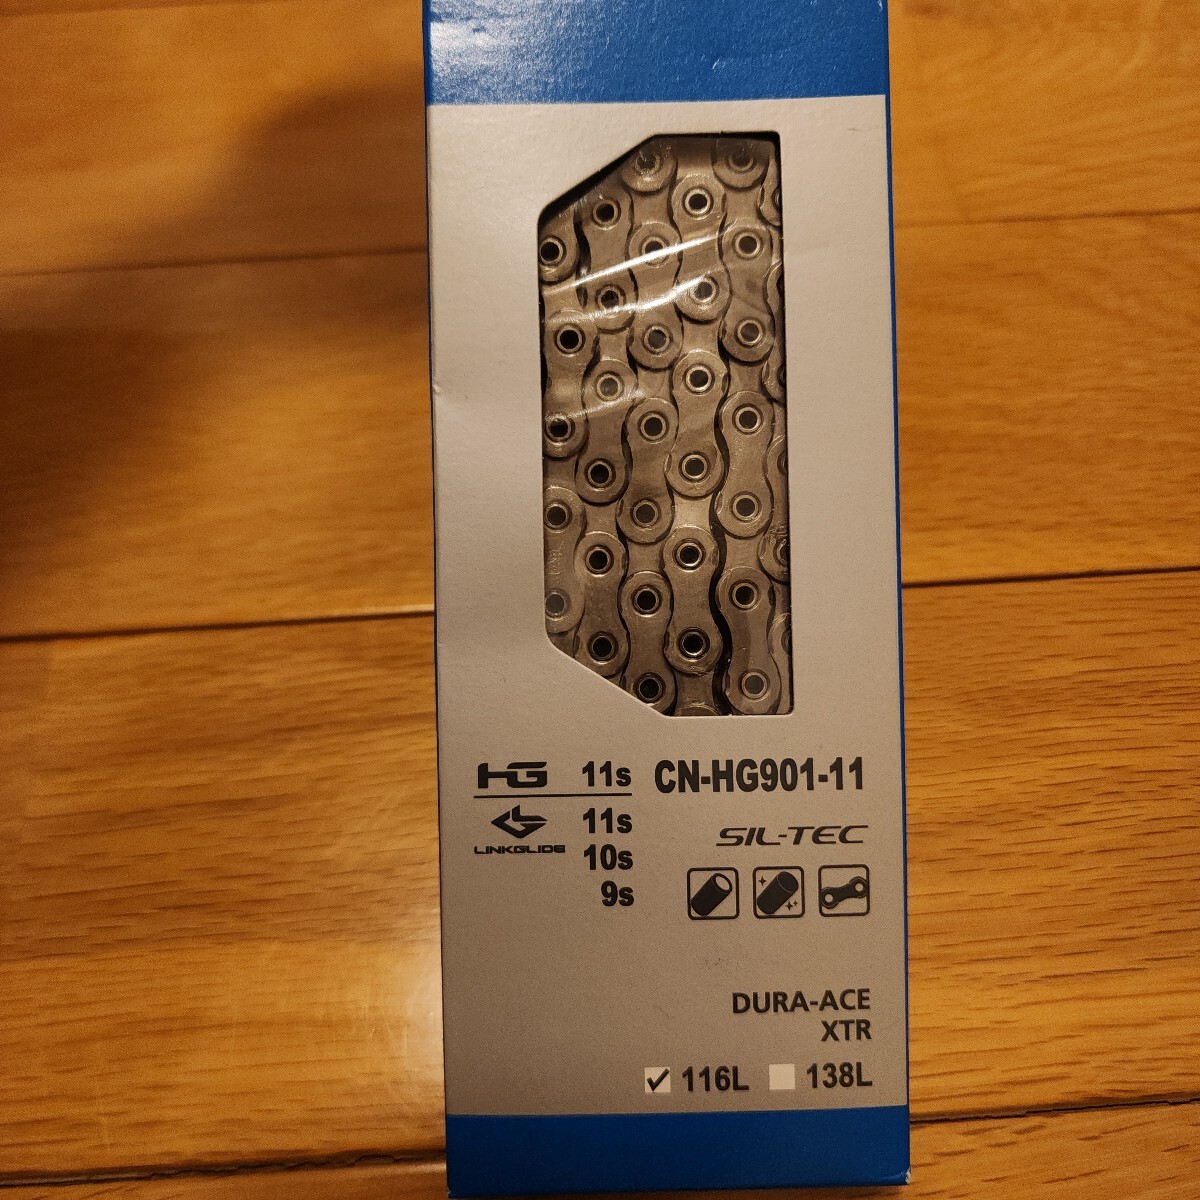 HG 11s CN-HG901-11
LINKGLIDE 11s
10s
9s
SIL-TEC
DURA-ACE
XTR
116L 138L